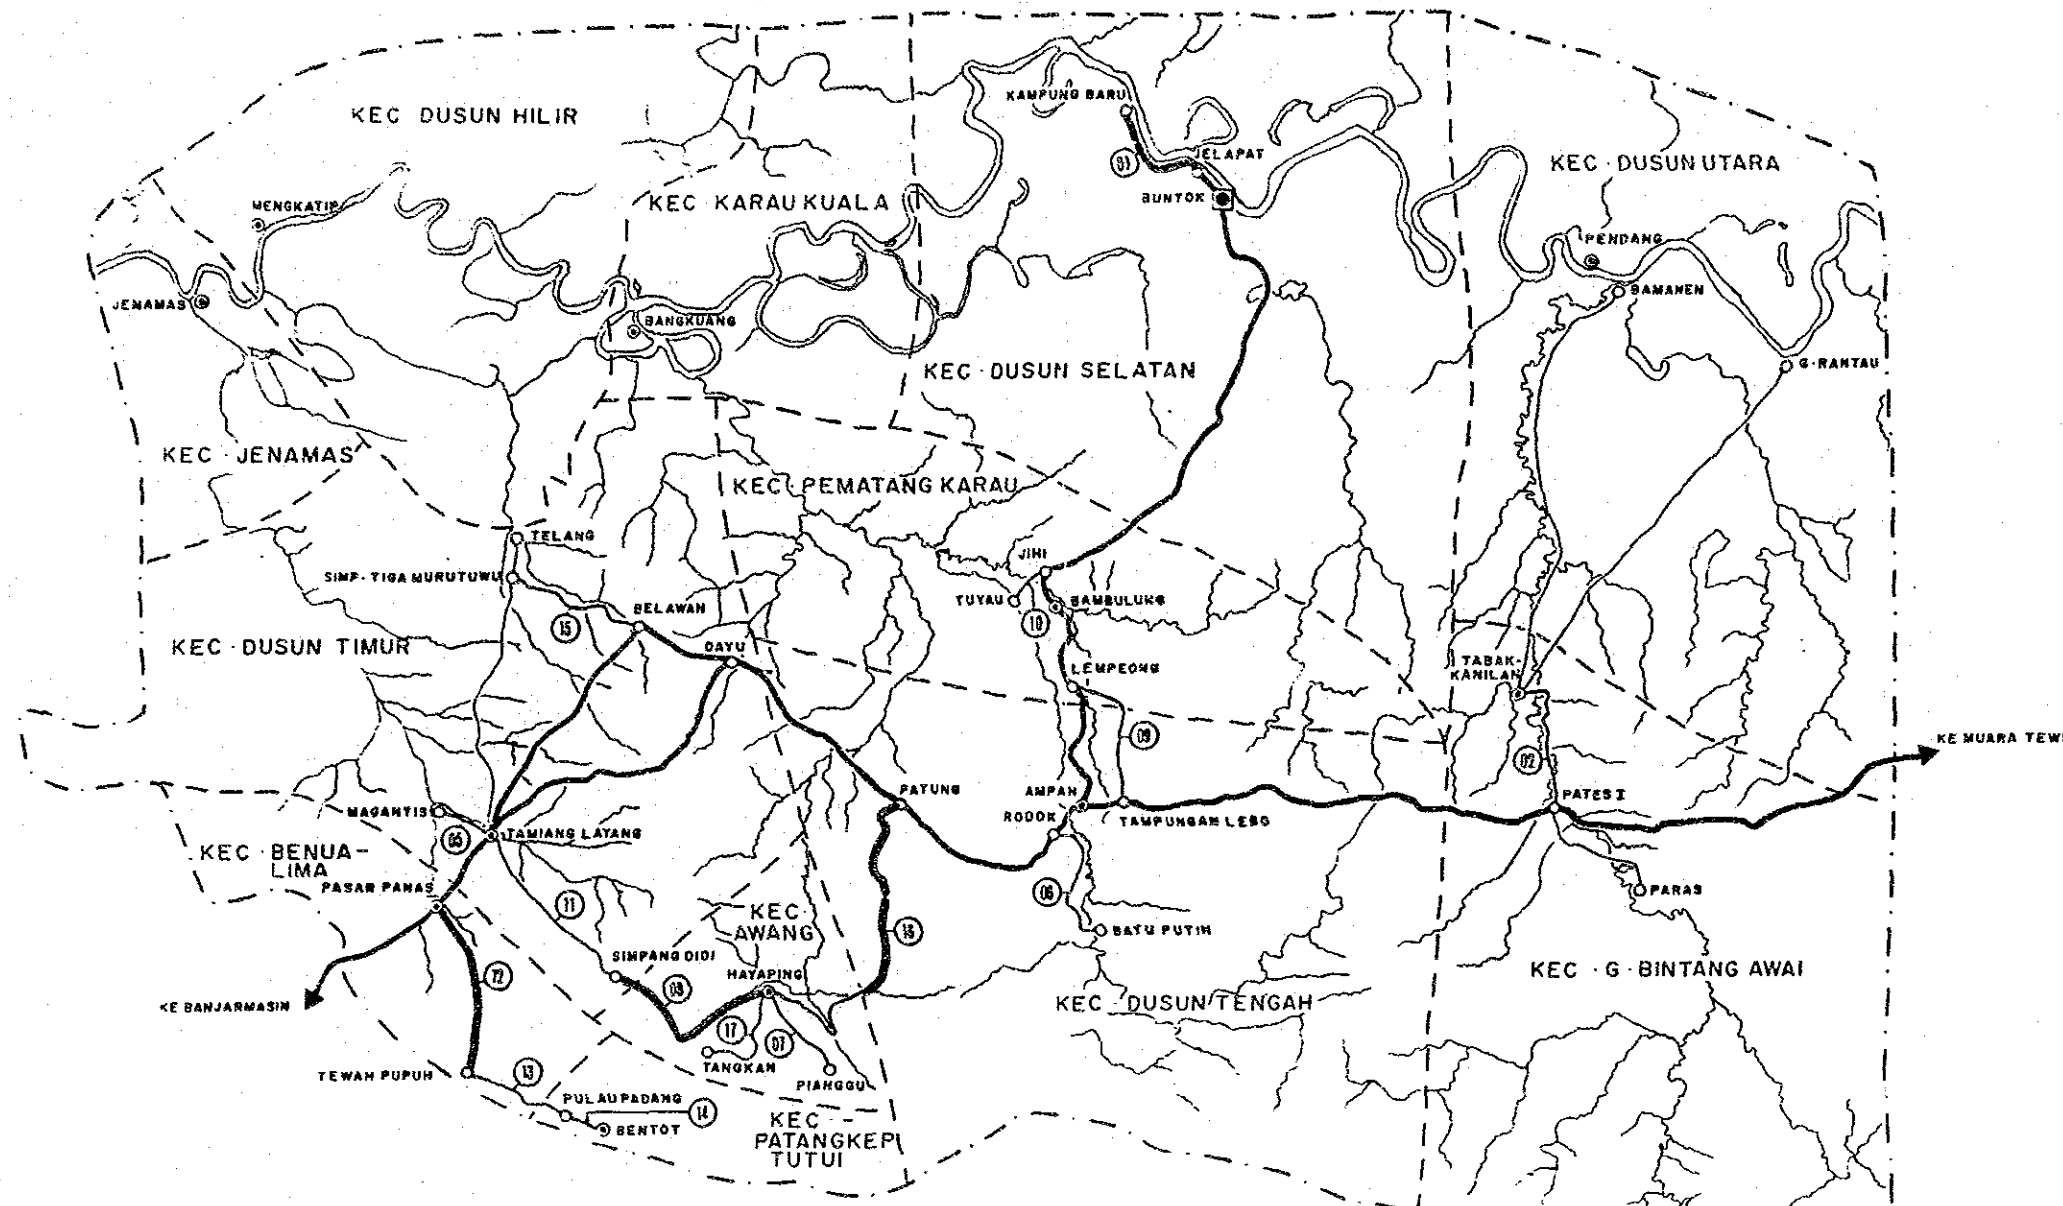 KAMPUNG BARU
KEC DUSUN HILIR
01
JELAPAT
KEC · DUSUN UTARA
BUNTOK
KEC KARAU KUALA
MENGKATIP
PENDANG
BAMANEN
JENAMAS
BANGKUANG
G·RANTAU
KEC · DUSUN SELATAN
KEC · JENAMAS
KEC · PEMATANG KARAU
TELANG
JIHI
SIMP· TIGA MURUTUWU
TUYAU
BAMBULUNG
BELAWAN
15
10
KEC · DUSUN TIMUR
DAYU
LEMPEONG
TABAK-
KANILAN
09
KE MUARA TEWE
02
PATUNG
AMPAH
PATES I
MAGANTIS
RODOK
TAMPUNGAN LEBO
TAMIANG LAYANG
05
KEC · BENUA-
LIMA
PASAR PANAS
06
PARAS
11
KEC·
AWANG
BATU PUTIH
SIMPANG DIDI
HAYAPING
KEC · G · BINTANG AWAI
12
08
KE BANJARMASIN
KEC · DUSUN TENGAH
17
07
TANGKAN
TEWAH PUPUH
13
PIANGGU
PULAU PADANG
14
BENTOT
KEC -
PATANGKEP
TUTUI